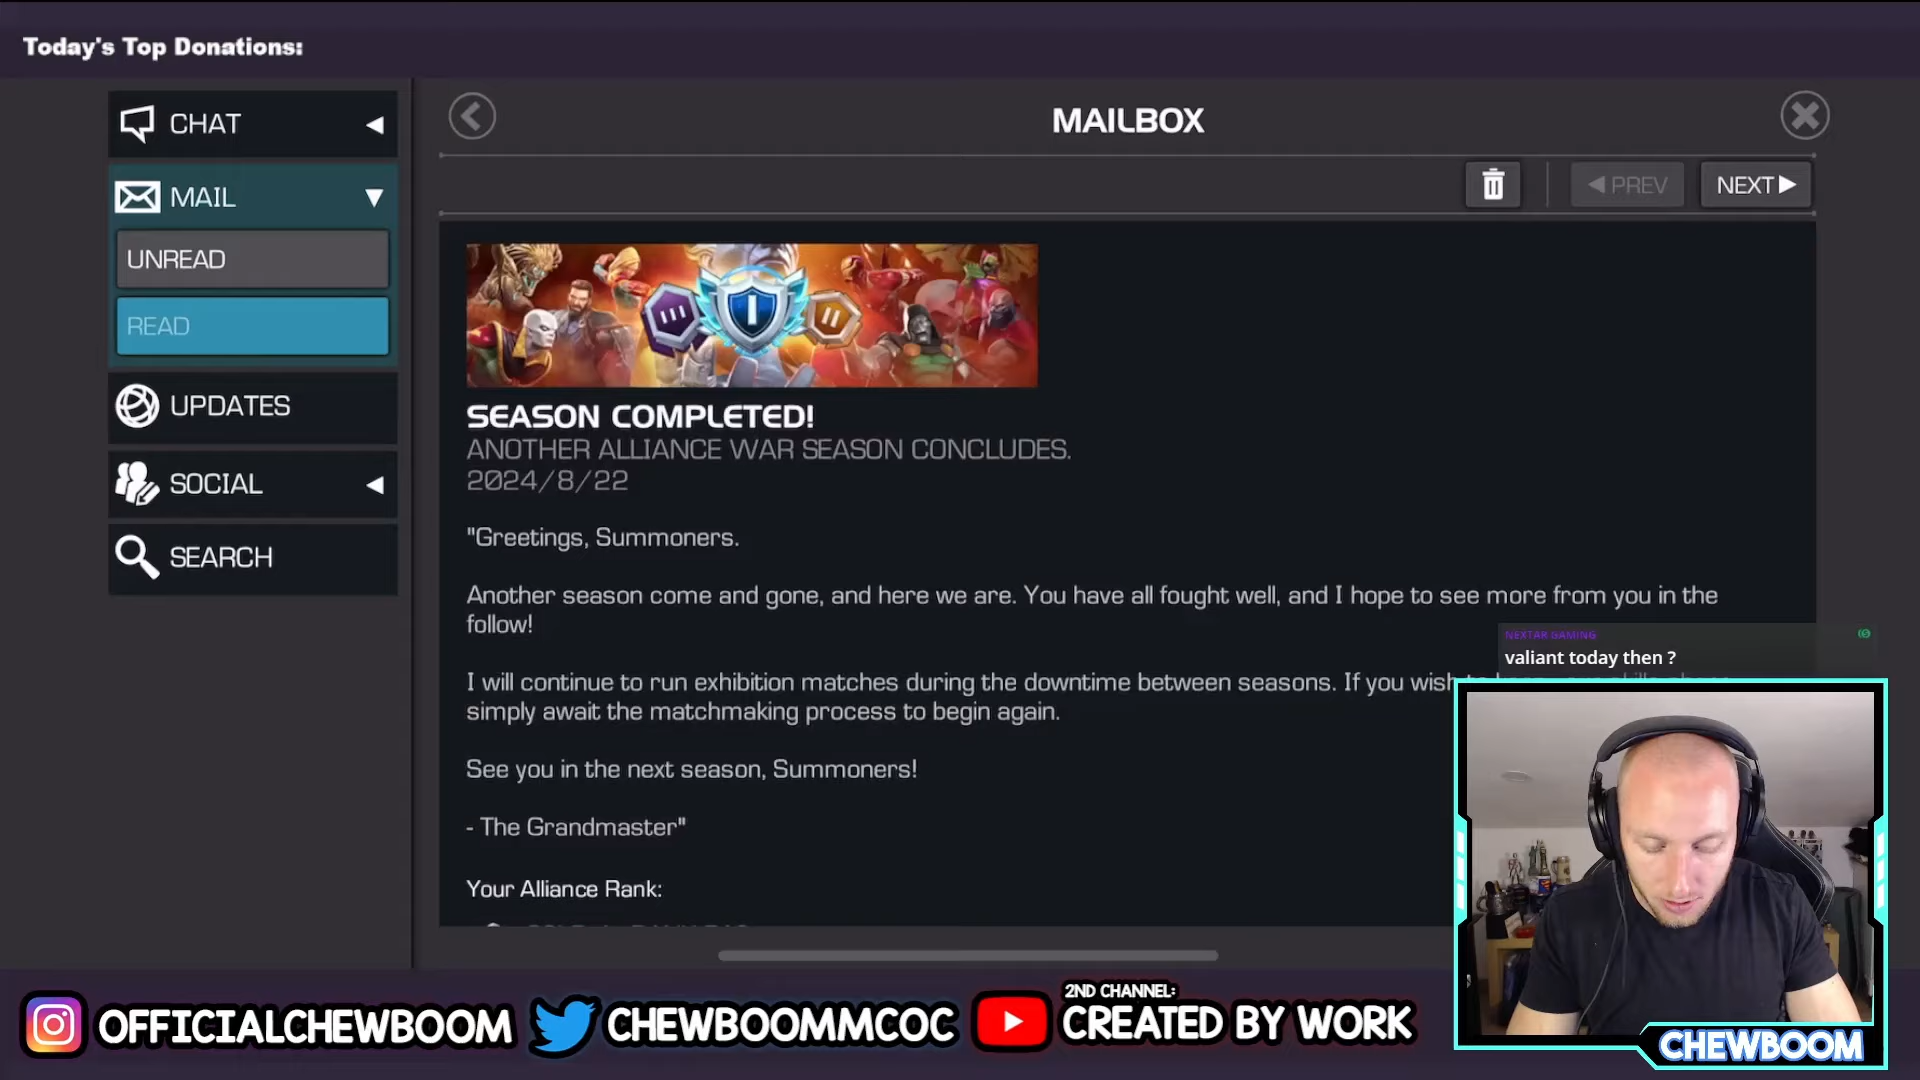 Today's Top Donations:
CHAT
MAIL
UNREAD
READ
UPDATES
SOCIAL
SEARCH
MAILBOX
PREV
NEXT
SEASON COMPLETED!
ANOTHER ALLIANCE WAR SEASON CONCLUDES.
2024/8/22
"Greetings, Summoners.
Another season come and gone, and here we are. You have all fought well, and I hope to see more from you in the
follow!
I will continue to run exhibition matches during the downtime between seasons. If you wish
simply await the matchmaking process to begin again.
See you in the next season, Summoners!
- The Grandmaster"
Your Alliance Rank:
NEXTAR GAMING
valiant today then ?
OFFICIALCHEWBOOM
CHEWBOOMMCOC
2ND CHANNEL:
CREATED BY WORK
CHEWBOOM